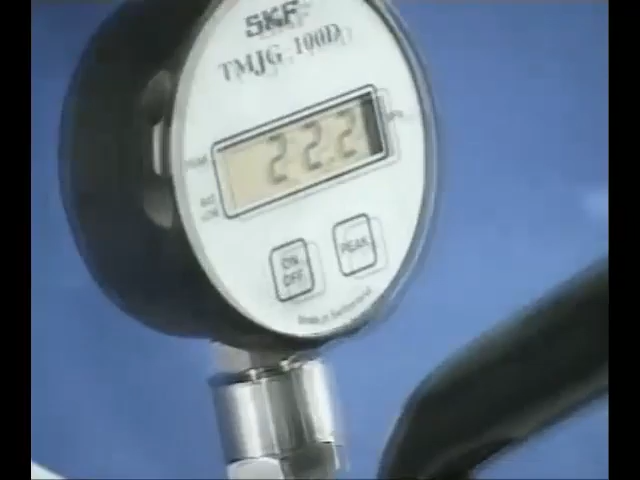 SKF
TMJG 100D
22.2
ON
OFF
PEAK
Made in Switzerland